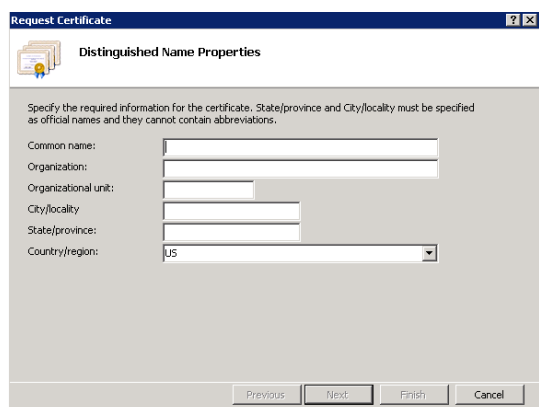 Request Certificate
Distinguished Name Properties
Specify the required information for the certificate. State/province and City/locality must be specified
as official names and they cannot contain abbreviations.
Common name:
Organization:
Organizational unit:
City/locality
State/province:
Country/region:
US
Previous Next Finish Cancel